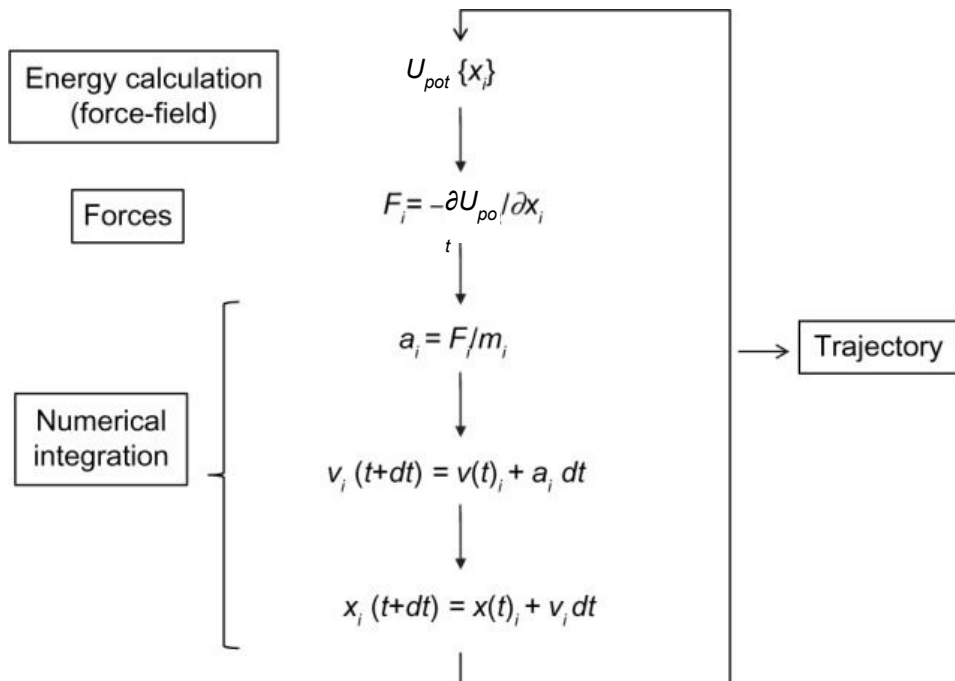 Energy calculation
(force-field)
U_pot {x_i}
Forces
F_i = –∂U_po/∂x_i
t
a_i = F_i/m_i
Trajectory
Numerical
integration
v_i (t+dt) = v(t)_i + a_i dt
x_i (t+dt) = x(t)_i + v_i dt